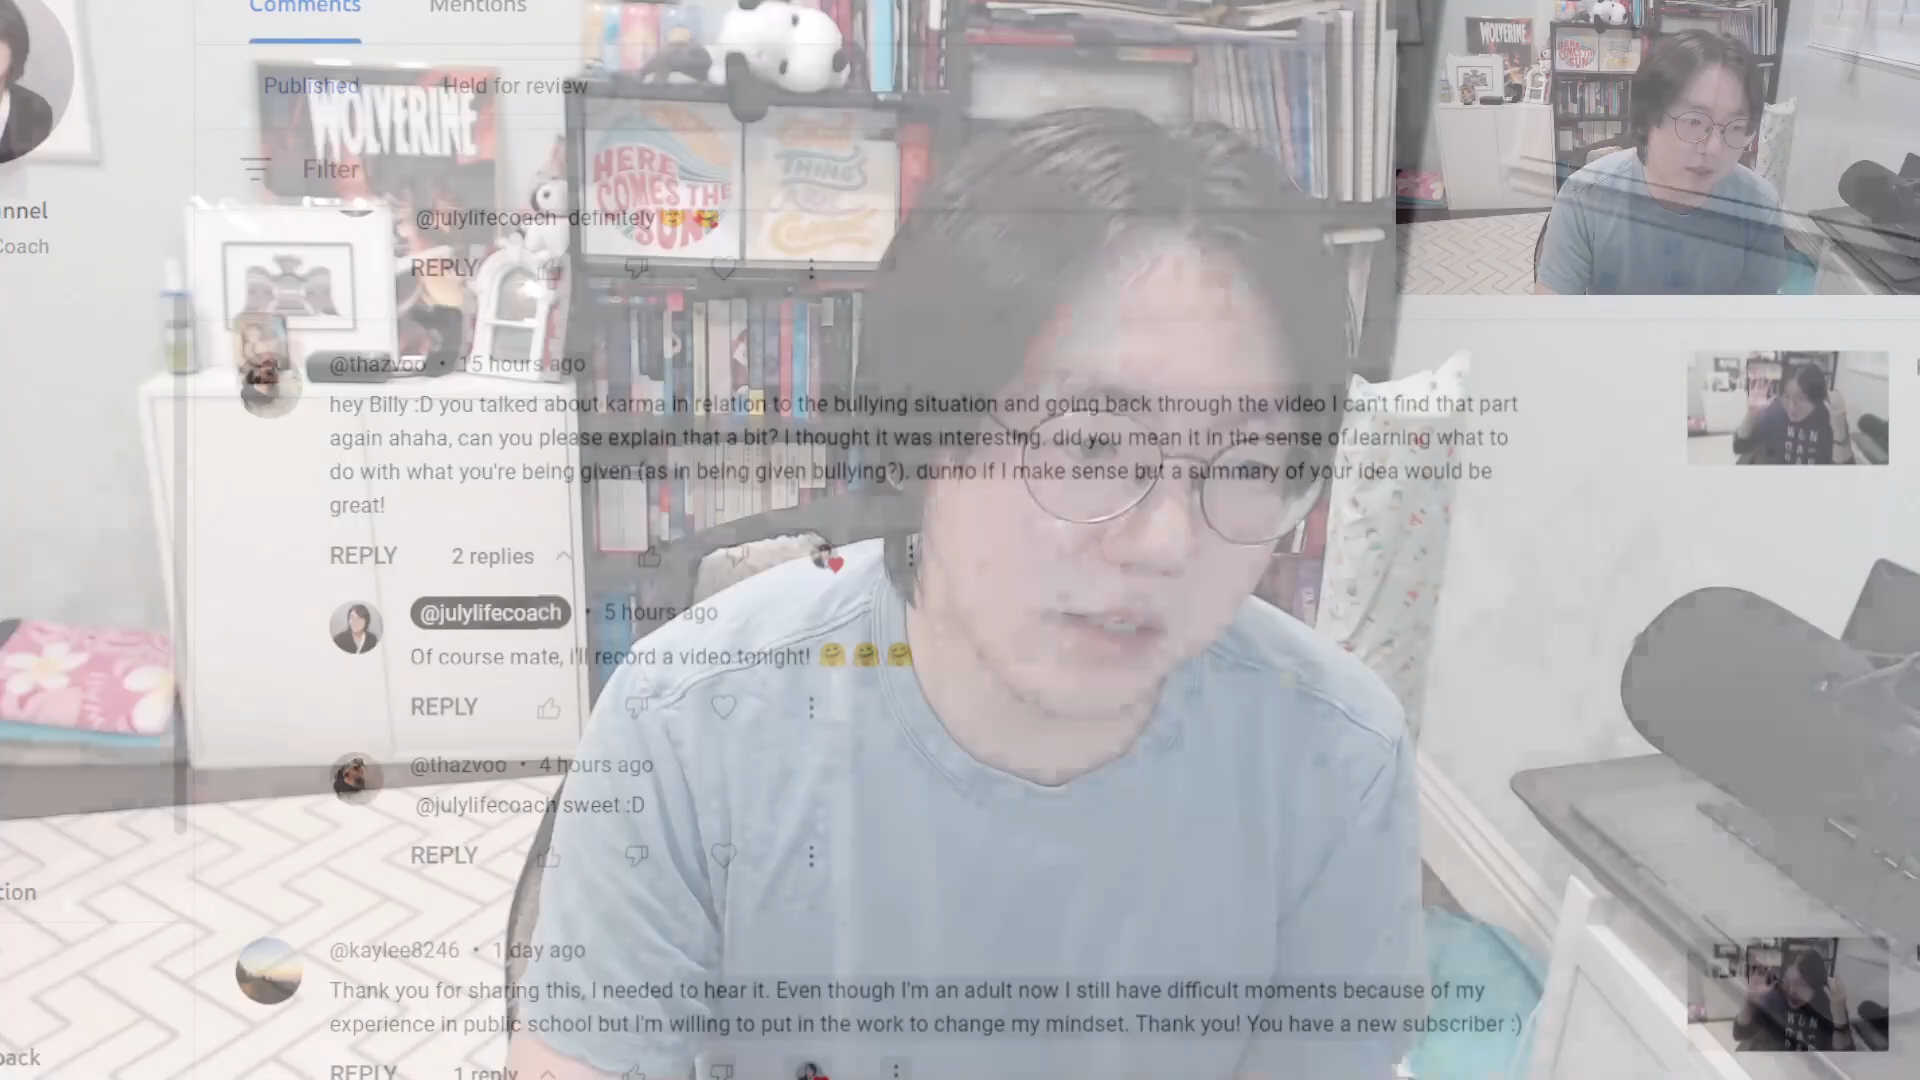 Comments Mentions
Published Held for review
WOLVERINE
WOLVERINE
Filter
HERE COMES THE SUN
THINGS
@julylifecoach definitely
REPLY
nnel
Coach
@thazvoo • 15 hours ago
hey Billy :D you talked about karma in relation to the bullying situation and going back through the video I can't find that part
again ahaha, can you please explain that a bit? I thought it was interesting. did you mean it in the sense of learning what to
do with what you're being given (as in being given bullying?). dunno If I make sense but a summary of your idea would be
great!
REPLY 2 replies
@julylifecoach • 5 hours ago
Of course mate, i'll record a video tonight! 🤗 🤗 🤗
REPLY
@thazvoo • 4 hours ago
@julylifecoach sweet :D
REPLY
tion
@kaylee8246 • 1 day ago
Thank you for sharing this, I needed to hear it. Even though I'm an adult now I still have difficult moments because of my
experience in public school but I'm willing to put in the work to change my mindset. Thank you! You have a new subscriber :)
back
REPLY 1 reply